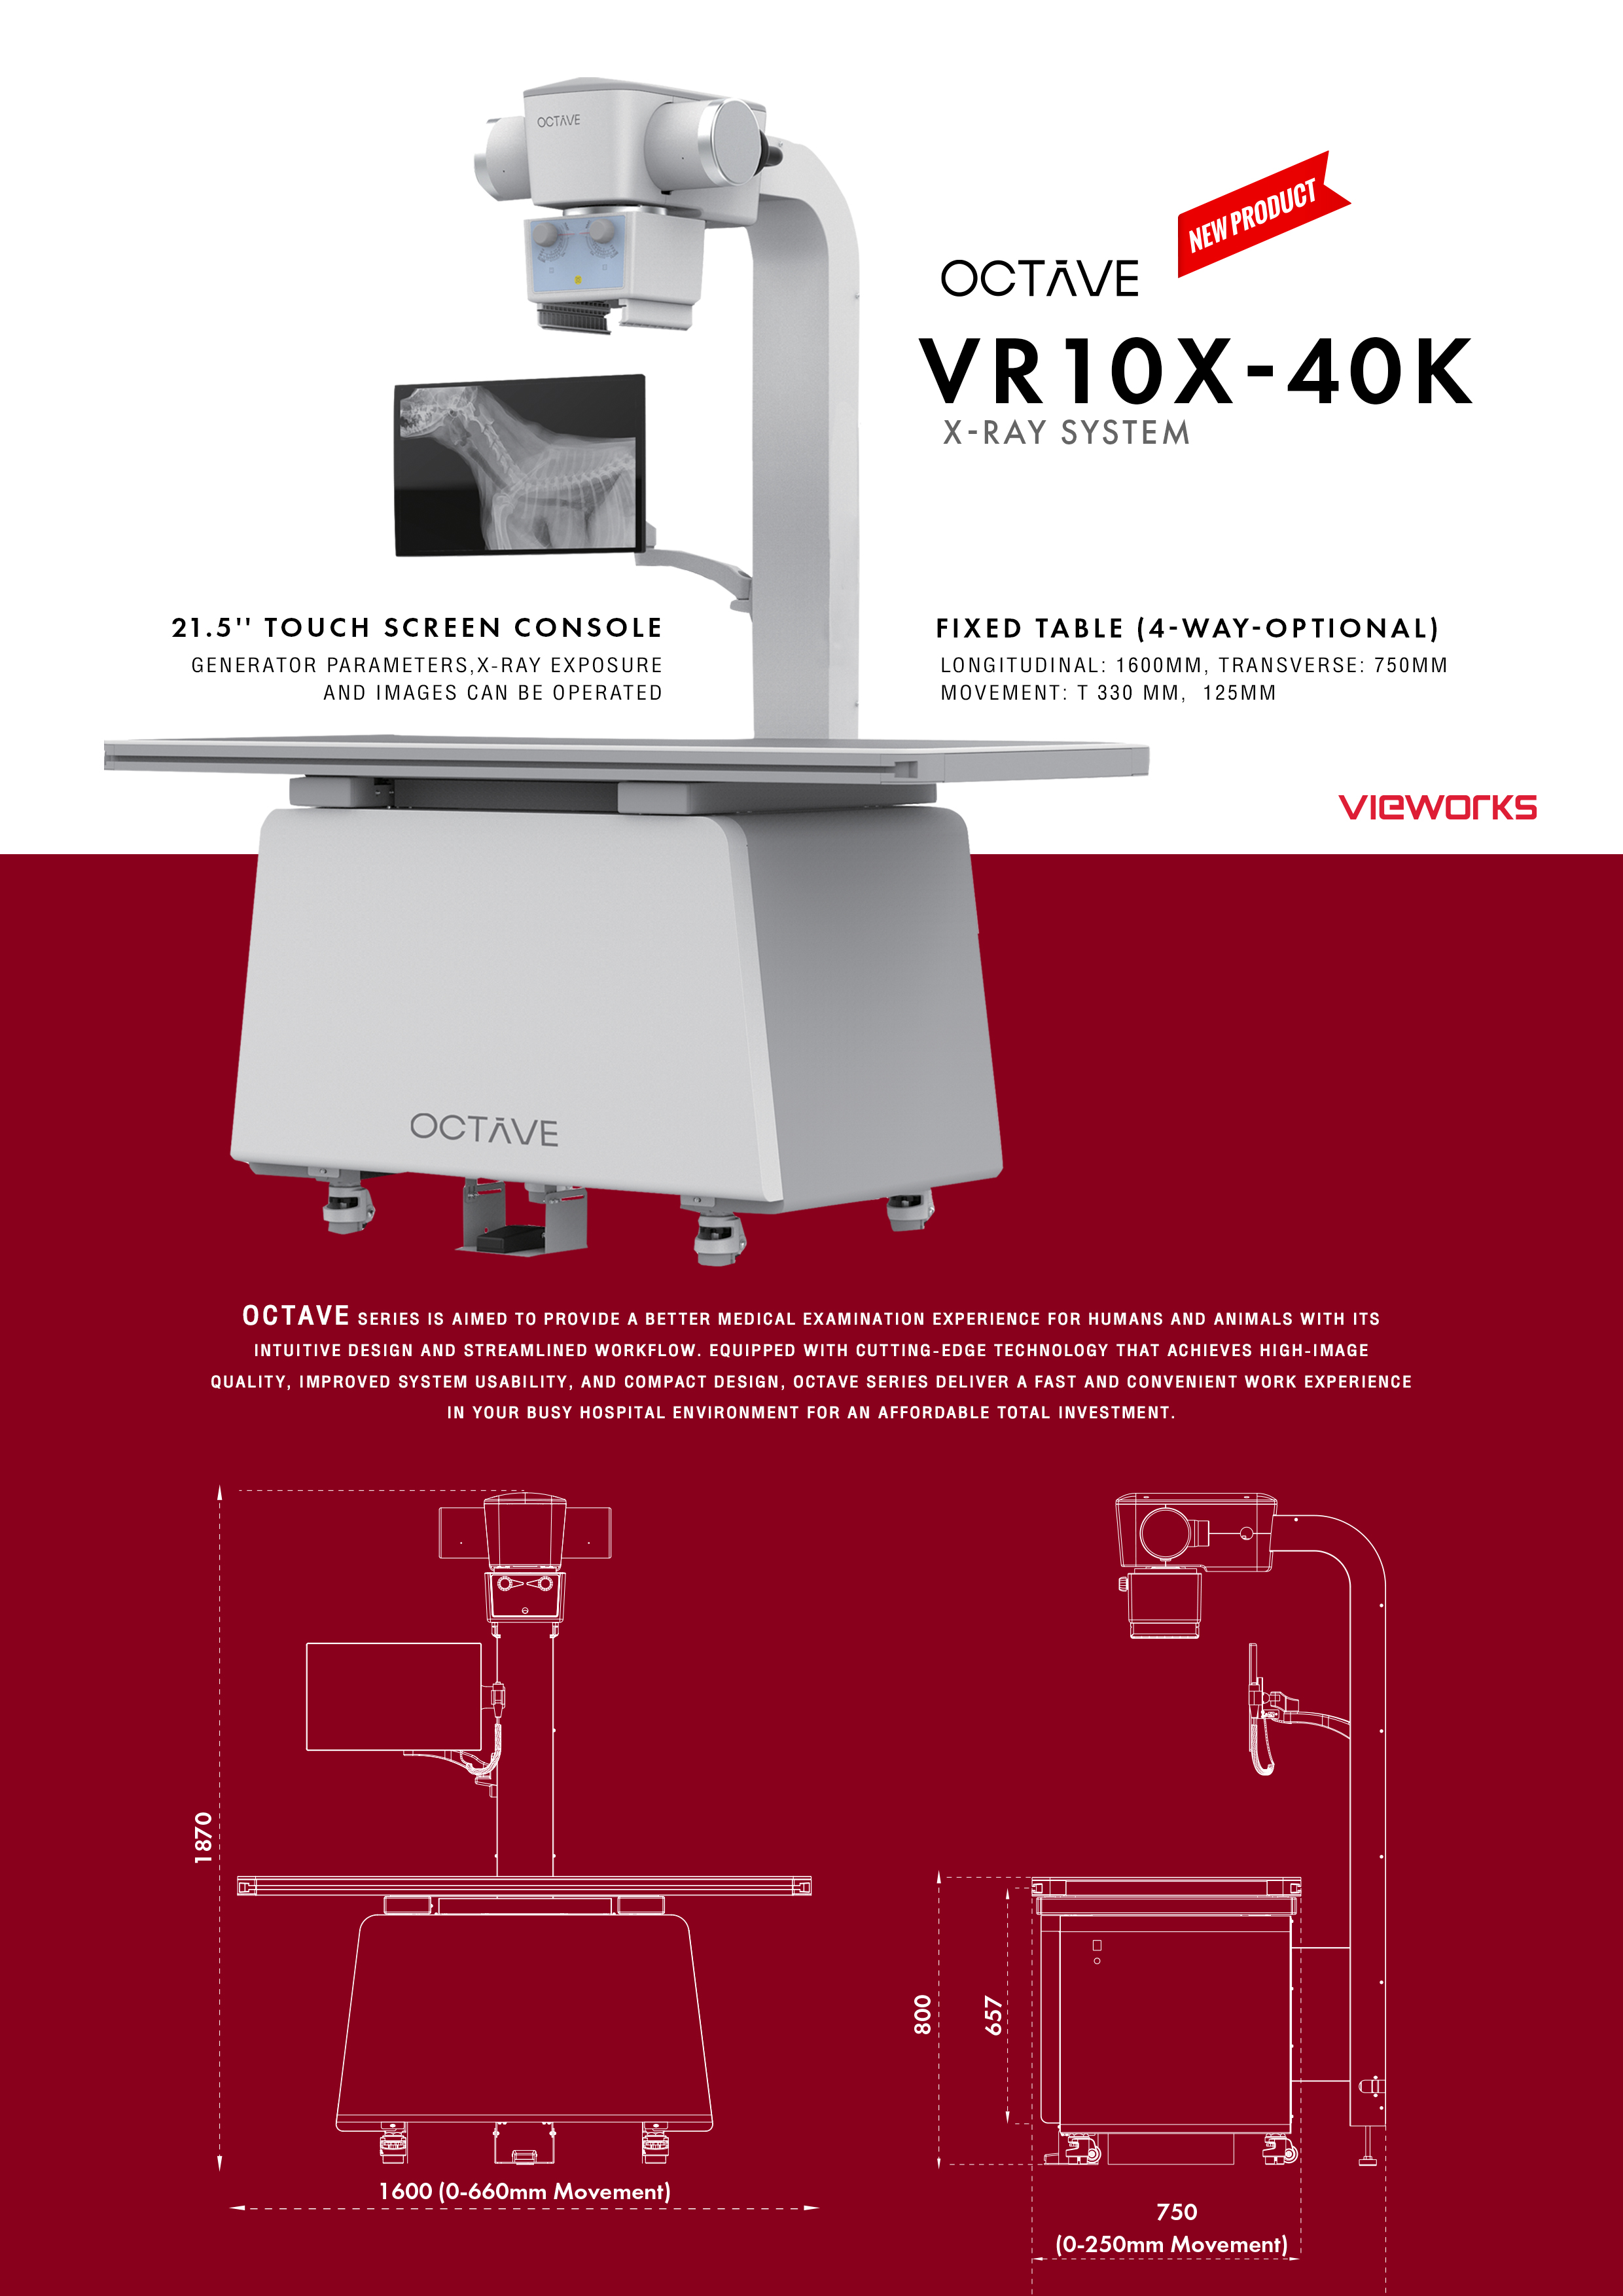 OCTAVE
NEW PRODUCT
OCTAVE
VR10X-40K
X-RAY SYSTEM
21.5'' TOUCH SCREEN CONSOLE
GENERATOR PARAMETERS,X-RAY EXPOSURE
AND IMAGES CAN BE OPERATED
FIXED TABLE (4-WAY-OPTIONAL)
LONGITUDINAL: 1600MM, TRANSVERSE: 750MM
MOVEMENT: T 330 MM, 125MM
vieworks
OCTAVE
OCTAVE SERIES IS AIMED TO PROVIDE A BETTER MEDICAL EXAMINATION EXPERIENCE FOR HUMANS AND ANIMALS WITH ITS
INTUITIVE DESIGN AND STREAMLINED WORKFLOW. EQUIPPED WITH CUTTING-EDGE TECHNOLOGY THAT ACHIEVES HIGH-IMAGE
QUALITY, IMPROVED SYSTEM USABILITY, AND COMPACT DESIGN, OCTAVE SERIES DELIVER A FAST AND CONVENIENT WORK EXPERIENCE
IN YOUR BUSY HOSPITAL ENVIRONMENT FOR AN AFFORDABLE TOTAL INVESTMENT.
1870
1600 (0-660mm Movement)
800
657
750
(0-250mm Movement)